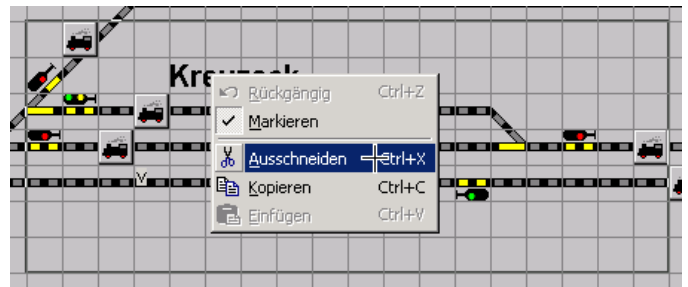 Kreuzeck
Rückgängig Ctrl+Z
Markieren
Ausschneiden Ctrl+X
Kopieren Ctrl+C
Einfügen Ctrl+V
V